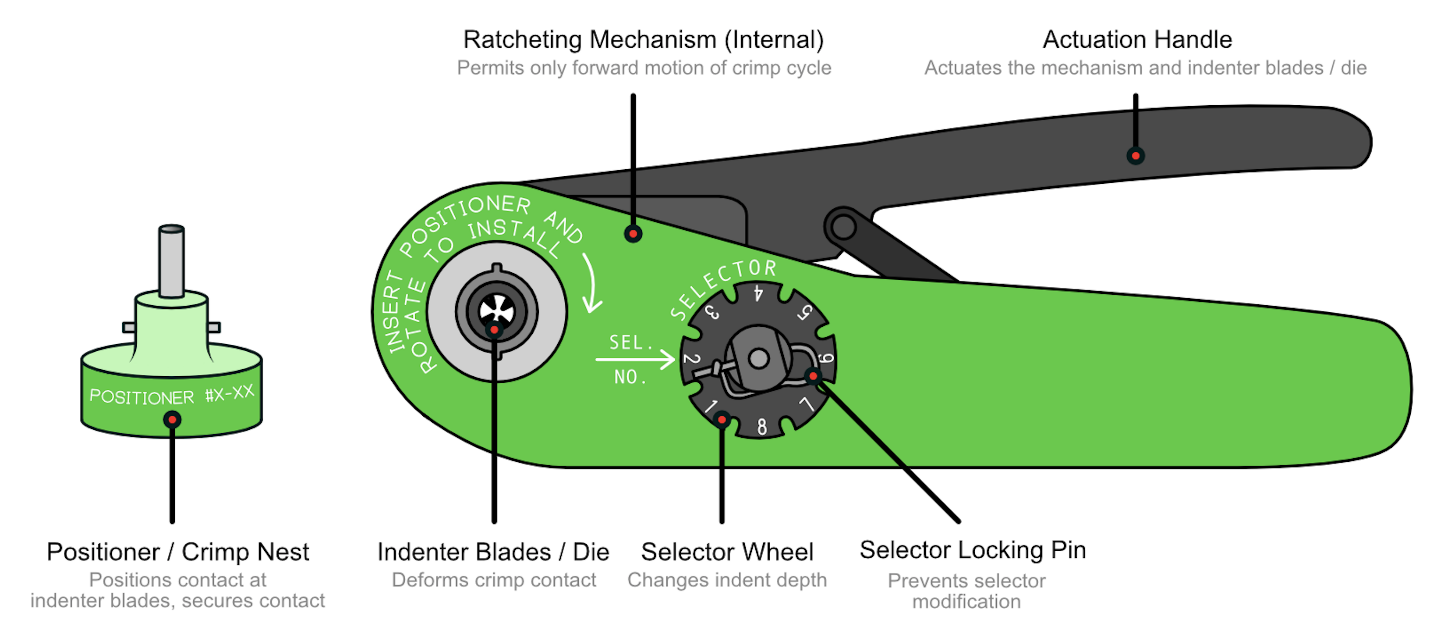 Ratcheting Mechanism (Internal)
Permits only forward motion of crimp cycle
Actuation Handle
Actuates the mechanism and indenter blades / die
INSERT POSITIONER AND
ROTATE TO INSTALL
SELECTOR
SEL.
NO.
1
2
3
4
5
6
7
8
POSITIONER #X-XX
Positioner / Crimp Nest
Positions contact at
indenter blades, secures contact
Indenter Blades / Die
Deforms crimp contact
Selector Wheel
Changes indent depth
Selector Locking Pin
Prevents selector
modification